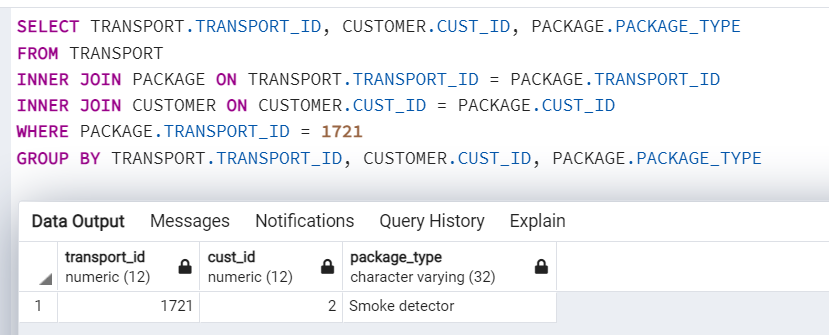 SELECT TRANSPORT.TRANSPORT_ID, CUSTOMER.CUST_ID, PACKAGE.PACKAGE_TYPE
FROM TRANSPORT
INNER JOIN PACKAGE ON TRANSPORT.TRANSPORT_ID = PACKAGE.TRANSPORT_ID
INNER JOIN CUSTOMER ON CUSTOMER.CUST_ID = PACKAGE.CUST_ID
WHERE PACKAGE.TRANSPORT_ID = 1721
GROUP BY TRANSPORT.TRANSPORT_ID, CUSTOMER.CUST_ID, PACKAGE.PACKAGE_TYPE
Data Output Messages Notifications Query History Explain
transport_id cust_id package_type
numeric (12) numeric (12) character varying (32)
1 1721 2 Smoke detector